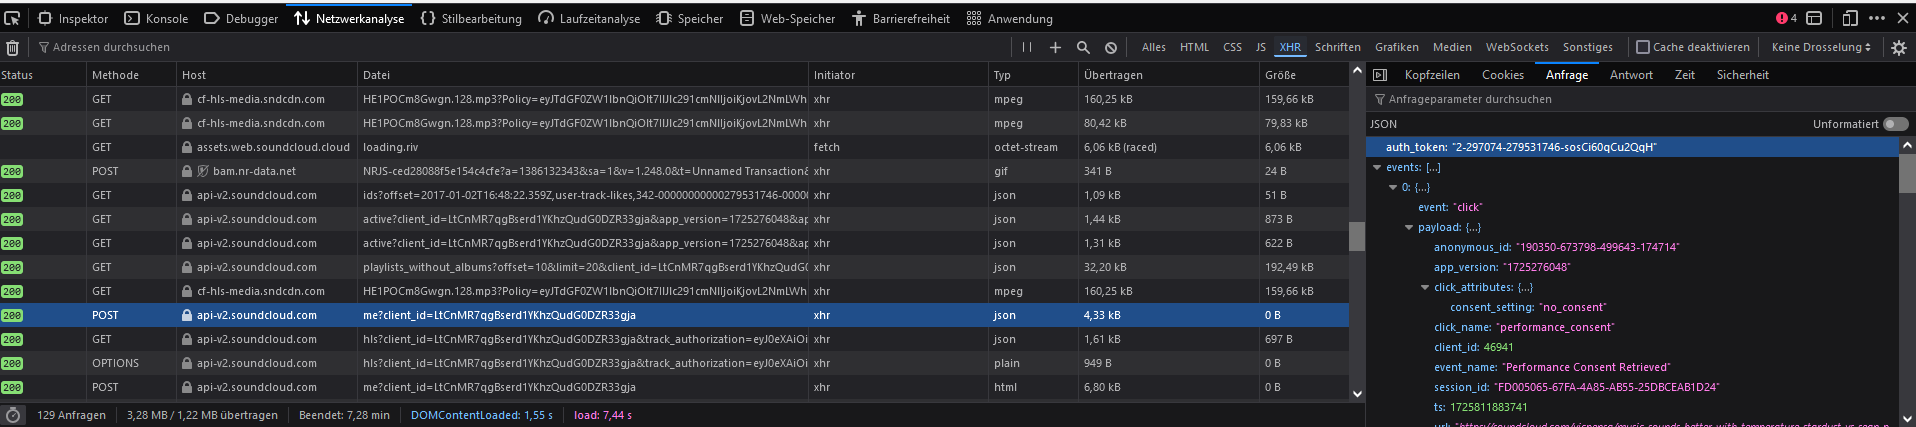 Inspektor Konsole Debugger Netzwerkanalyse Stilbearbeitung Laufzeitanalyse Speicher Web-Speicher Barrierefreiheit Anwendung 4
Adressen durchsuchen Alles HTML CSS JS XHR Schriften Grafiken Medien WebSockets Sonstiges Cache deaktivieren Keine Drosselung
Status Methode Host Datei Initiator Typ Übertragen Größe
200 GET cf-hls-media.sndcdn.com HE1POCm8Gwgn.128.mp3?Policy=eyJTdGF0ZW1lbnQiOlt7IlJlc291cmNlIjoiKjovL2NmLWh xhr mpeg 160,25 kB 159,66 kB
200 GET cf-hls-media.sndcdn.com HE1POCm8Gwgn.128.mp3?Policy=eyJTdGF0ZW1lbnQiOlt7IlJlc291cmNlIjoiKjovL2NmLWh xhr mpeg 80,42 kB 79,83 kB
GET assets.web.soundcloud.cloud loading.riv fetch octet-stream 6,06 kB (raced) 6,06 kB
200 POST bam.nr-data.net NRJS-ced28088f5e154c4cfe?a=1386132343&sa=1&v=1.248.0&t=Unnamed Transaction& xhr gif 341 B 24 B
200 GET api-v2.soundcloud.com ids?offset=2017-01-02T16:48:22.359Z,user-track-likes,342-00000000000279531746-0000 xhr json 1,09 kB 51 B
200 GET api-v2.soundcloud.com active?client_id=LtCnMR7qgBserd1YKhzQudG0DZR33gja&app_version=1725276048&ap xhr json 1,44 kB 873 B
200 GET api-v2.soundcloud.com active?client_id=LtCnMR7qgBserd1YKhzQudG0DZR33gja&app_version=1725276048&ap xhr json 1,31 kB 622 B
200 GET api-v2.soundcloud.com playlists_without_albums?offset=10&limit=20&client_id=LtCnMR7qgBserd1YKhzQudG0 xhr json 32,20 kB 192,49 kB
200 GET cf-hls-media.sndcdn.com HE1POCm8Gwgn.128.mp3?Policy=eyJTdGF0ZW1lbnQiOlt7IlJlc291cmNlIjoiKjovL2NmLWh xhr mpeg 160,25 kB 159,66 kB
200 POST api-v2.soundcloud.com me?client_id=LtCnMR7qgBserd1YKhzQudG0DZR33gja xhr json 4,33 kB 0 B
200 GET api-v2.soundcloud.com hls?client_id=LtCnMR7qgBserd1YKhzQudG0DZR33gja&track_authorization=eyJ0eXAiOi xhr json 1,61 kB 697 B
200 OPTIONS api-v2.soundcloud.com hls?client_id=LtCnMR7qgBserd1YKhzQudG0DZR33gja&track_authorization=eyJ0eXAiOi xhr plain 949 B 0 B
200 POST api-v2.soundcloud.com me?client_id=LtCnMR7qgBserd1YKhzQudG0DZR33gja xhr html 6,80 kB 0 B
129 Anfragen 3,28 MB / 1,22 MB übertragen Beendet: 7,28 min DOMContentLoaded: 1,55 s load: 7,44 s
Kopfzeilen Cookies Anfrage Antwort Zeit Sicherheit
Anfrageparameter durchsuchen
JSON Unformatiert
auth_token: "2-297074-279531746-sosCi60qCu2QqH"
events: [...]
0: {...}
event: "click"
payload: {...}
anonymous_id: "190350-673798-499643-174714"
app_version: "1725276048"
click_attributes: {...}
consent_setting: "no_consent"
click_name: "performance_consent"
client_id: 46941
event_name: "Performance Consent Retrieved"
session_id: "FD005065-67FA-4A85-AB55-25DBCEAB1D24"
ts: 1725811883741